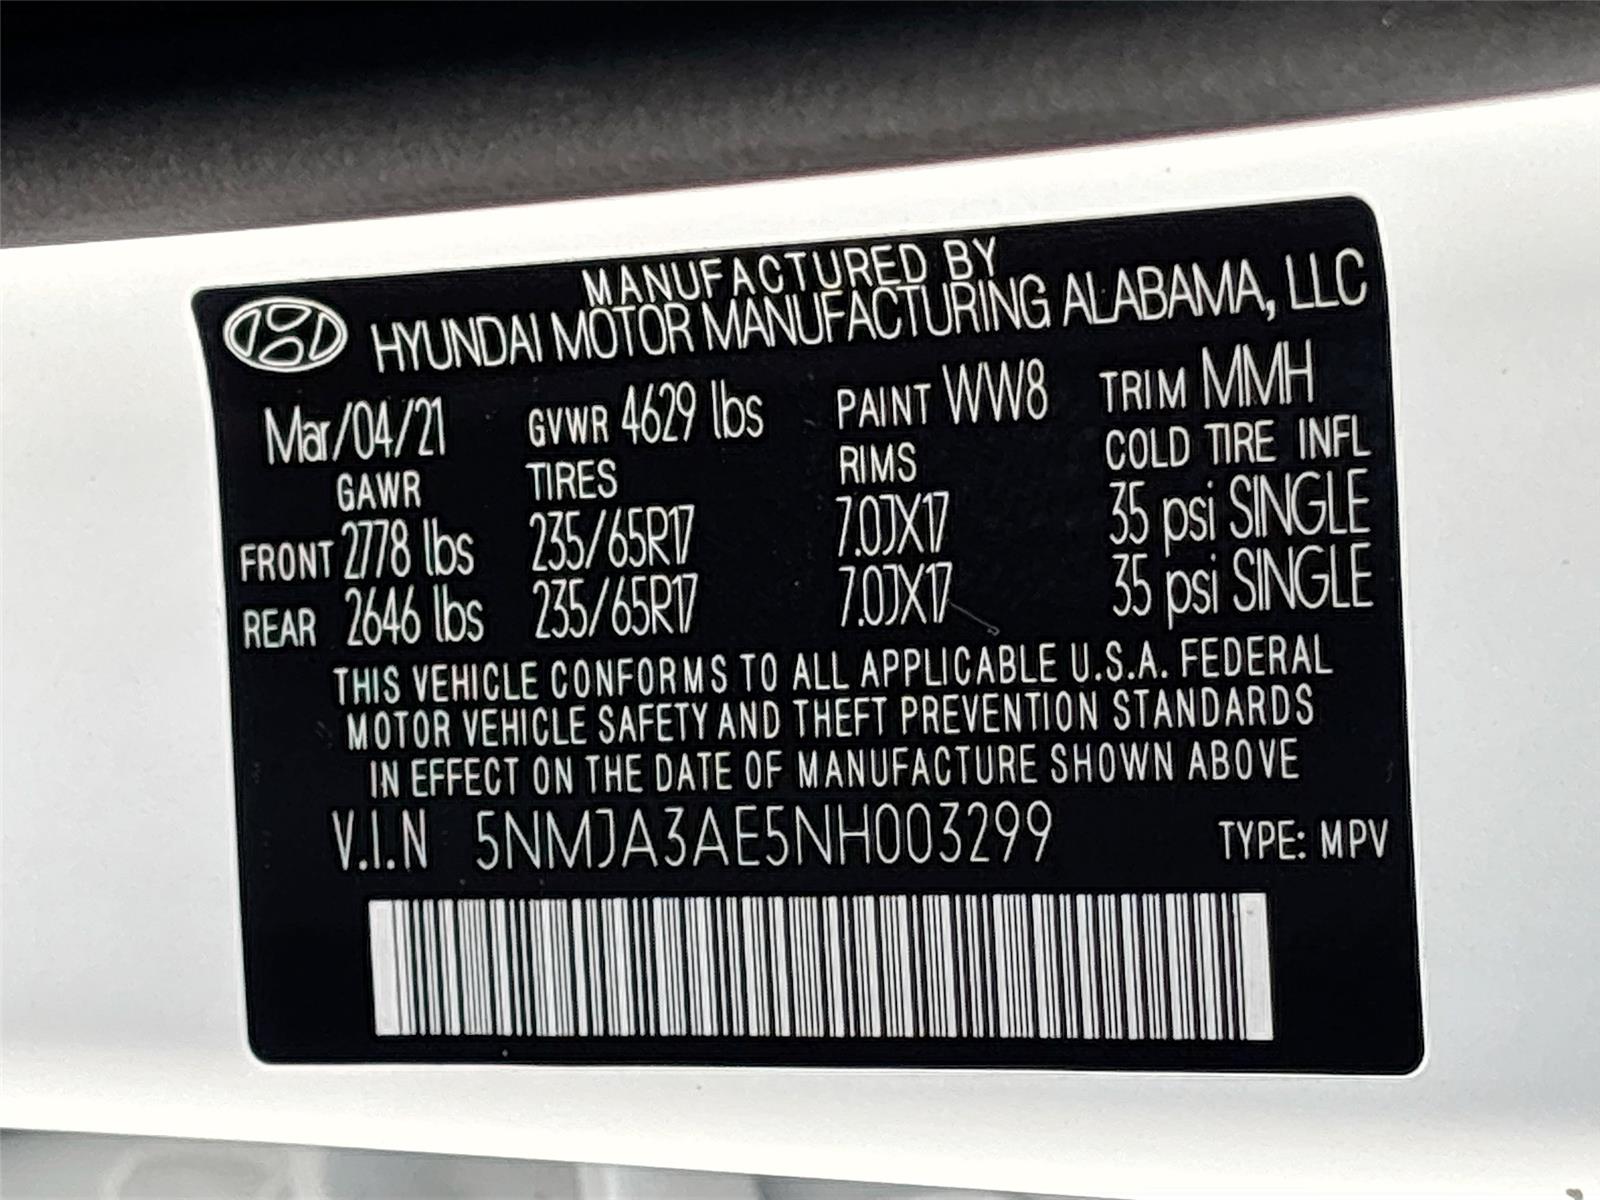 MANUFACTURED BY
HYUNDAI MOTOR MANUFACTURING ALABAMA, LLC
Mar/04/21 GVWR 4629 lbs PAINT WW8 TRIM MMH
GAWR TIRES RIMS COLD TIRE INFL
FRONT 2778 lbs 235/65R17 7.0JX17 35 psi SINGLE
REAR 2646 lbs 235/65R17 7.0JX17 35 psi SINGLE
THIS VEHICLE CONFORMS TO ALL APPLICABLE U.S.A. FEDERAL
MOTOR VEHICLE SAFETY AND THEFT PREVENTION STANDARDS
IN EFFECT ON THE DATE OF MANUFACTURE SHOWN ABOVE
V.I.N 5NMJA3AE5NH003299 TYPE: MPV